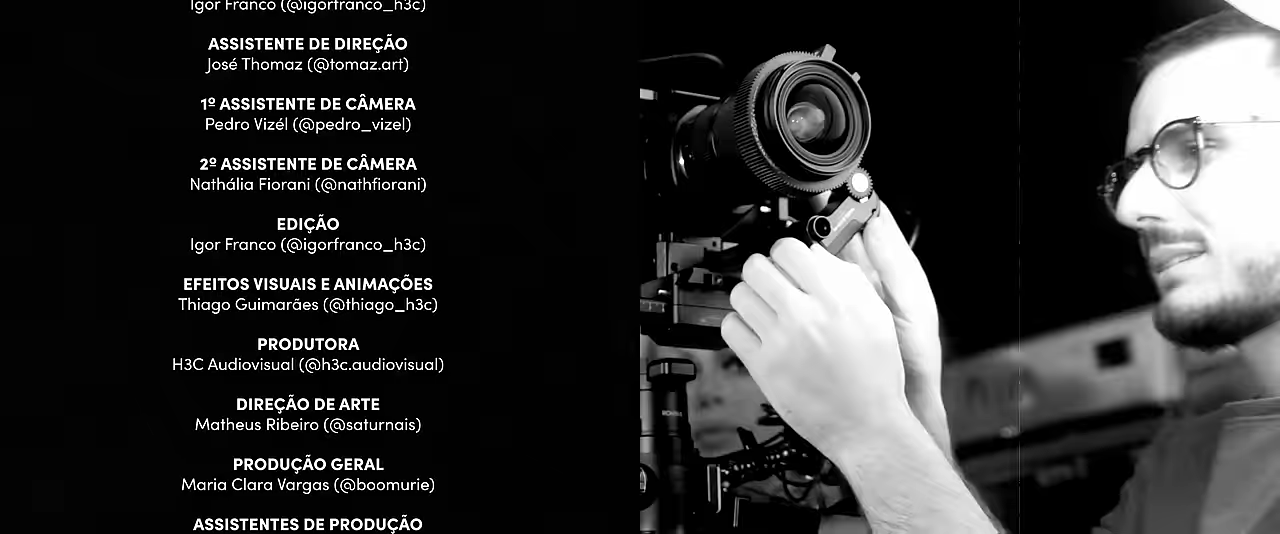 Igor Franco (@igorfranco_h3c)
ASSISTENTE DE DIREÇÃO
José Thomaz (@tomaz.art)
1º ASSISTENTE DE CÂMERA
Pedro Vizél (@pedro_vizel)
2º ASSISTENTE DE CÂMERA
Nathália Fiorani (@nathfiorani)
EDIÇÃO
Igor Franco (@igorfranco_h3c)
EFEITOS VISUAIS E ANIMAÇÕES
Thiago Guimarães (@thiago_h3c)
PRODUTORA
H3C Audiovisual (@h3c.audiovisual)
DIREÇÃO DE ARTE
Matheus Ribeiro (@saturnais)
PRODUÇÃO GERAL
Maria Clara Vargas (@boomurie)
ASSISTENTES DE PRODUÇÃO